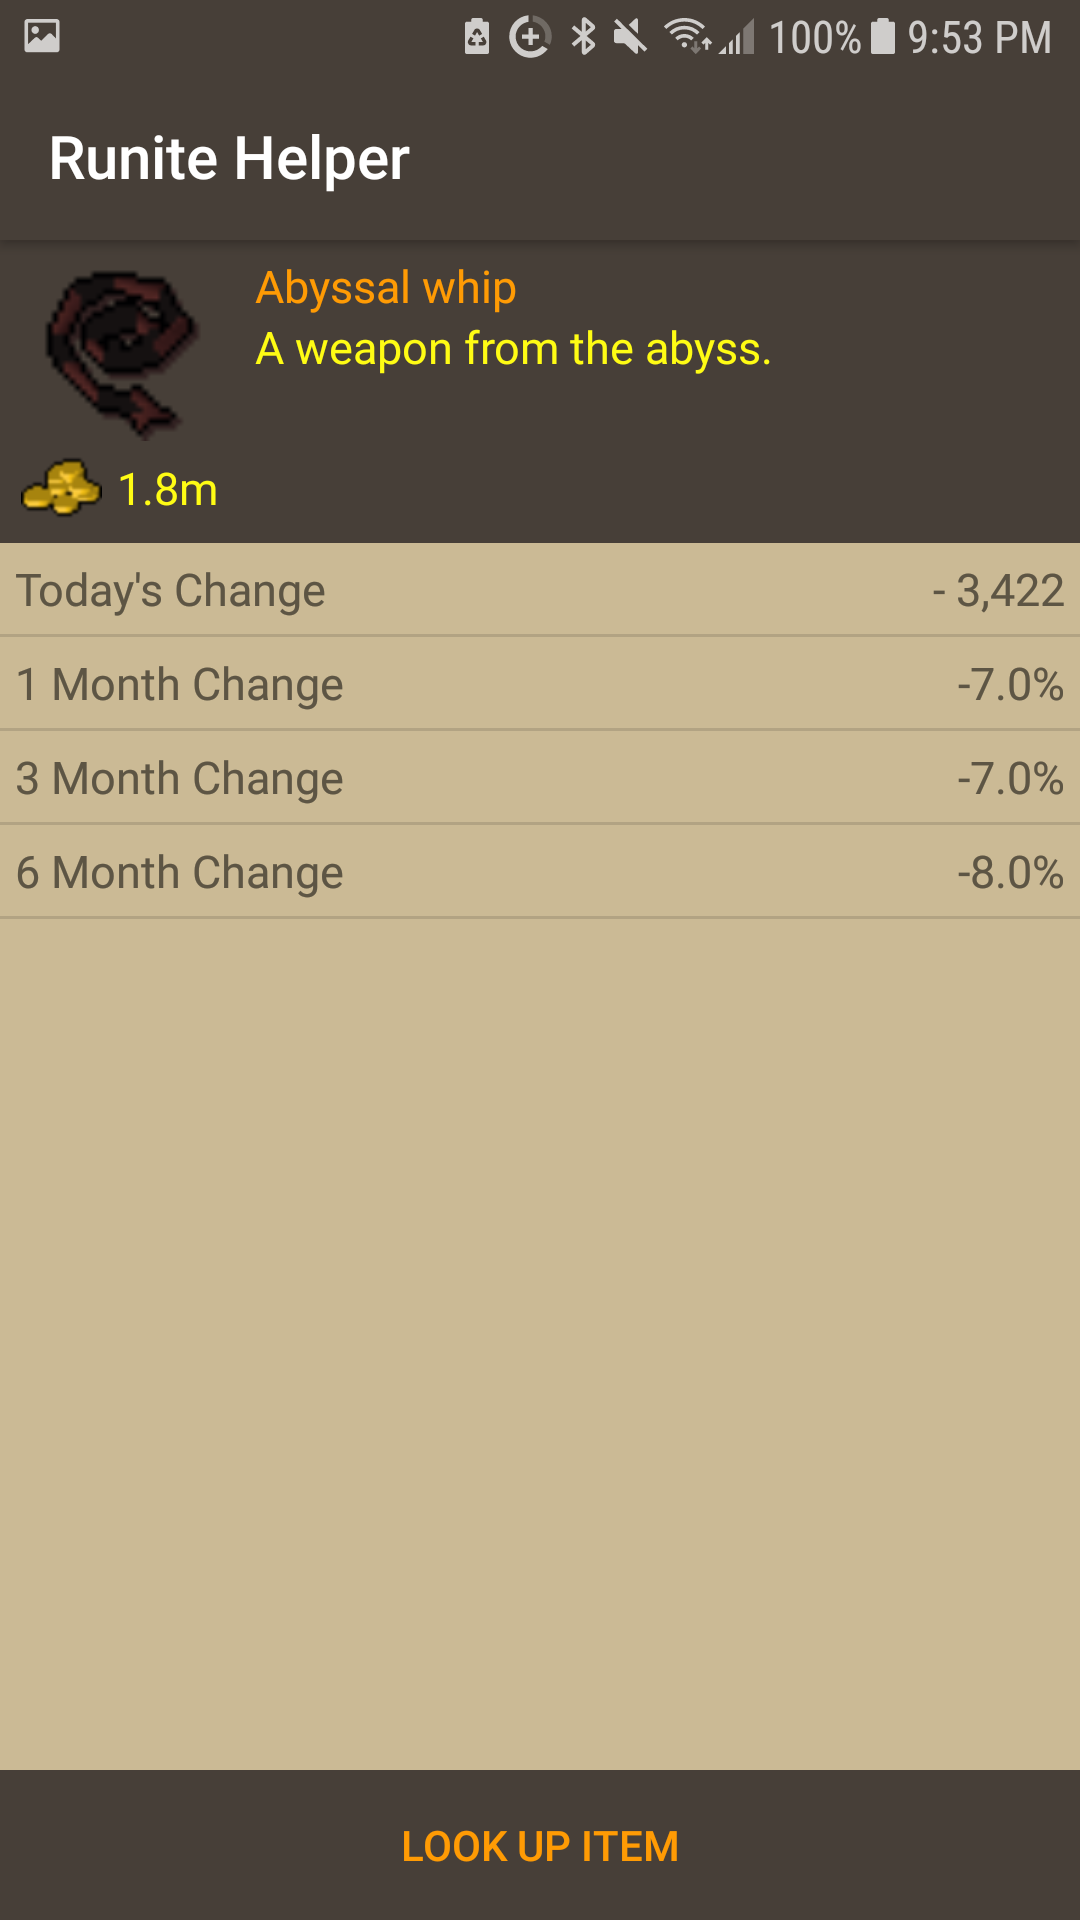 100% 9:53 PM
Runite Helper
Abyssal whip
A weapon from the abyss.
1.8m
Today's Change - 3,422
1 Month Change -7.0%
3 Month Change -7.0%
6 Month Change -8.0%
LOOK UP ITEM